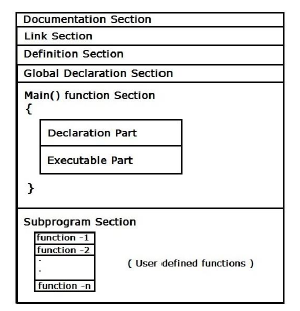 Documentation Section
Link Section
Definition Section
Global Declaration Section
Main() function Section
{
Declaration Part
Executable Part
}
Subprogram Section
function -1
function -2
-
-
( User defined functions )
function -n